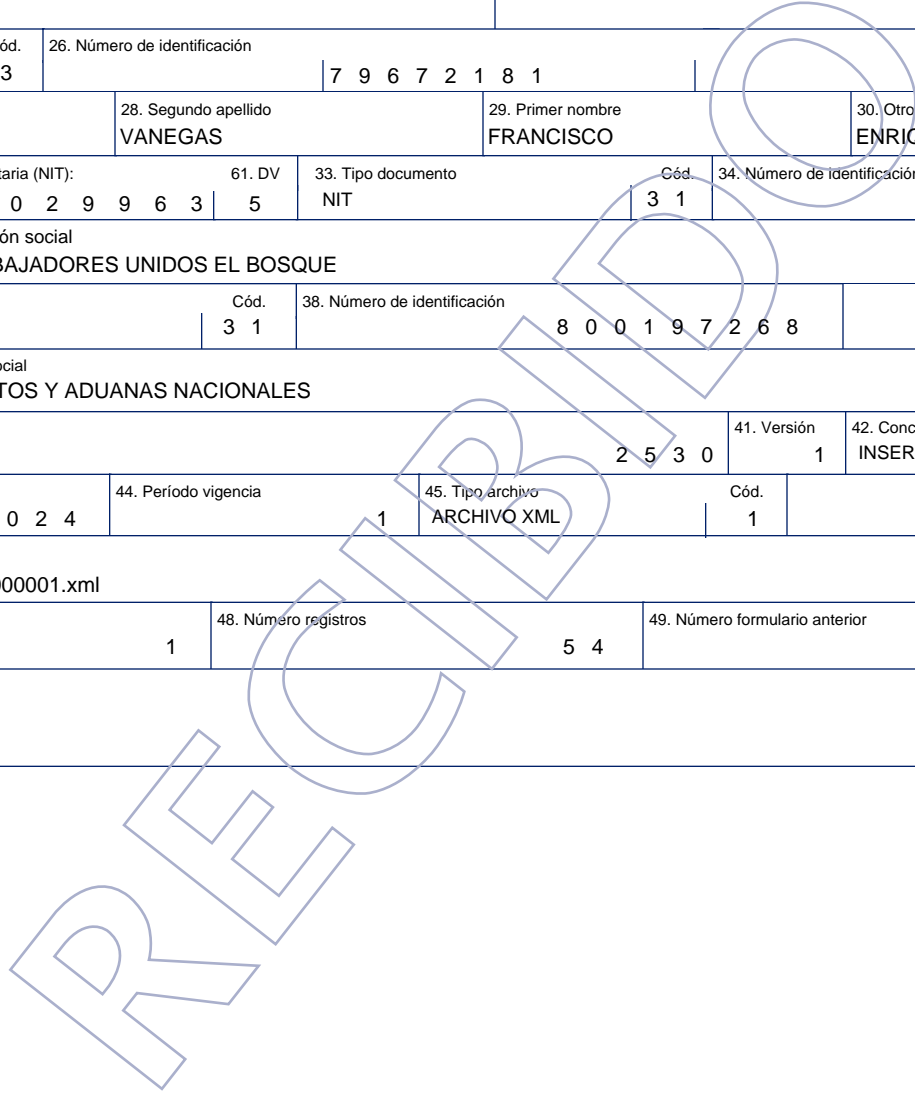 ód. 26. Número de identificación
3 7 9 6 7 2 1 8 1
28. Segundo apellido 29. Primer nombre 30. Otro
VANEGAS FRANCISCO ENRIC
taria (NIT): 61. DV 33. Tipo documento Cód. 34. Número de identificación
0 2 9 9 6 3 5 NIT 3 1
ón social
BAJADORES UNIDOS EL BOSQUE
Cód. 38. Número de identificación
3 1 8 0 0 1 9 7 2 6 8
ocial
TOS Y ADUANAS NACIONALES
41. Versión 42. Conc
2 5 3 0 1 INSER
44. Período vigencia 45. Tipo archivo Cód.
0 2 4 1 ARCHIVO XML 1
000001.xml
48. Número registros 49. Número formulario anterior
1 5 4
RECIBIDO